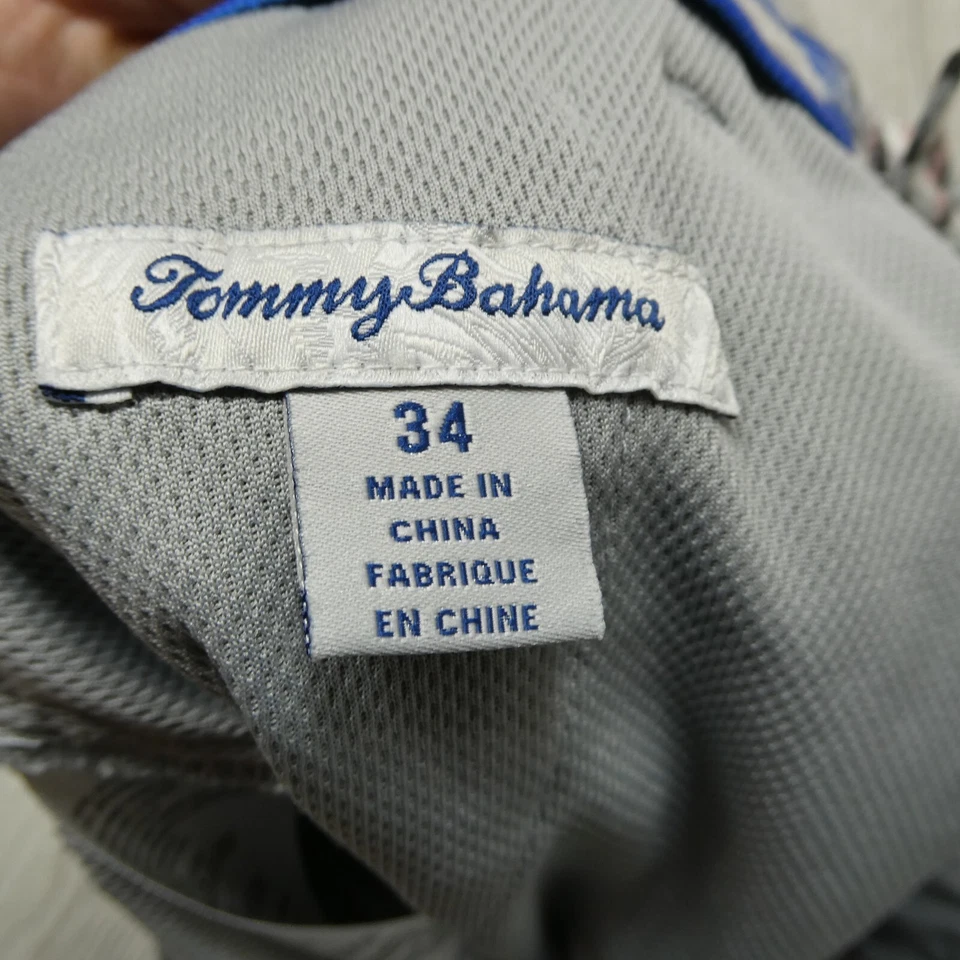 Tommy Bahama
34
MADE IN
CHINA
FABRIQUE
EN CHINE